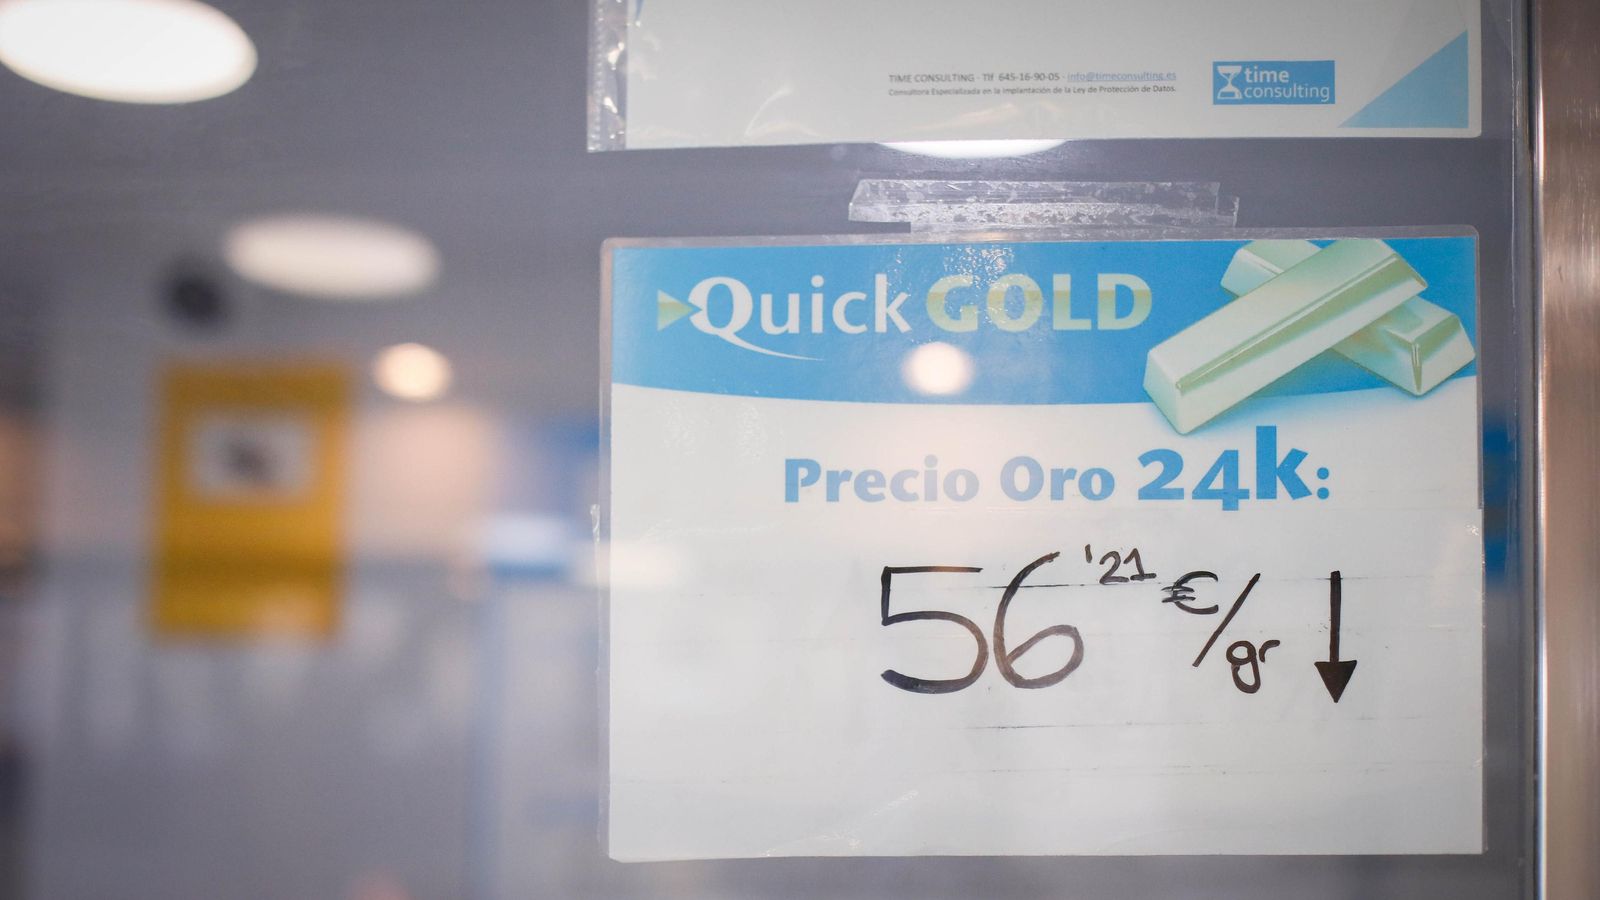 TIME CONSULTING - Tlf 645-16-90-05 - info@timeconsulting.es
Consultora Especializada en la implantación de la Ley de Protección de Datos.
time
consulting
Quick GOLD
Precio Oro 24k:
56'21 €/gr ↓